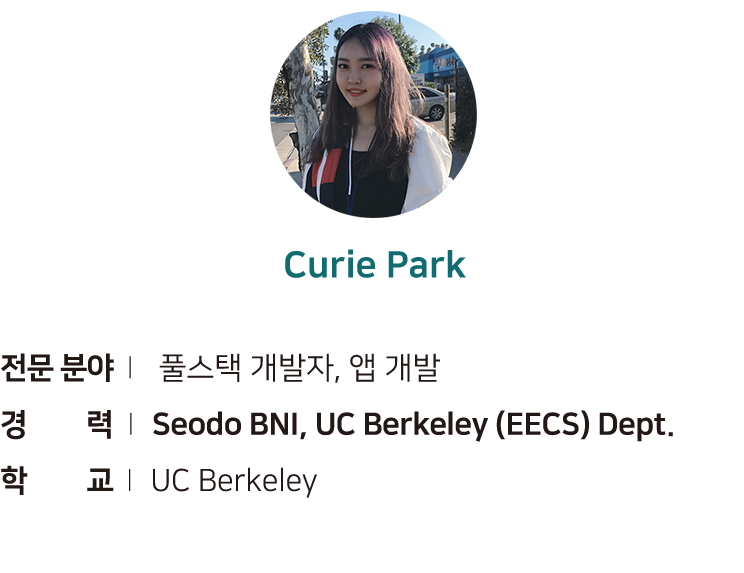 Curie Park
전문 분야 | 풀스택 개발자, 앱 개발
경 력 | Seodo BNI, UC Berkeley (EECS) Dept.
학 교 | UC Berkeley